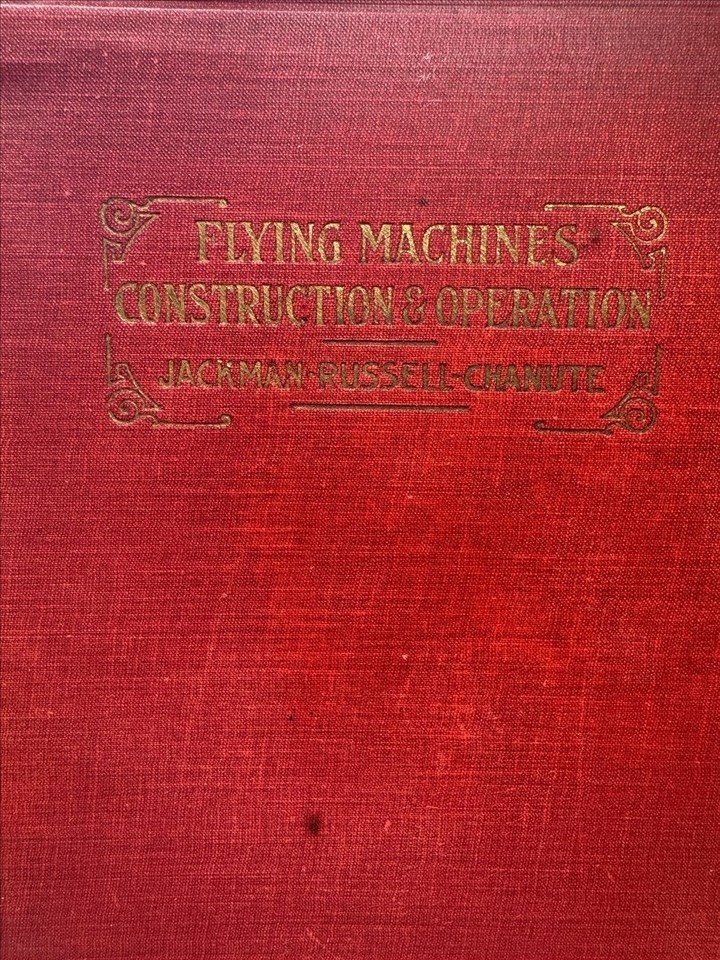 FLYING MACHINES
CONSTRUCTION & OPERATION
JACKMAN-RUSSELL-CHANUTE